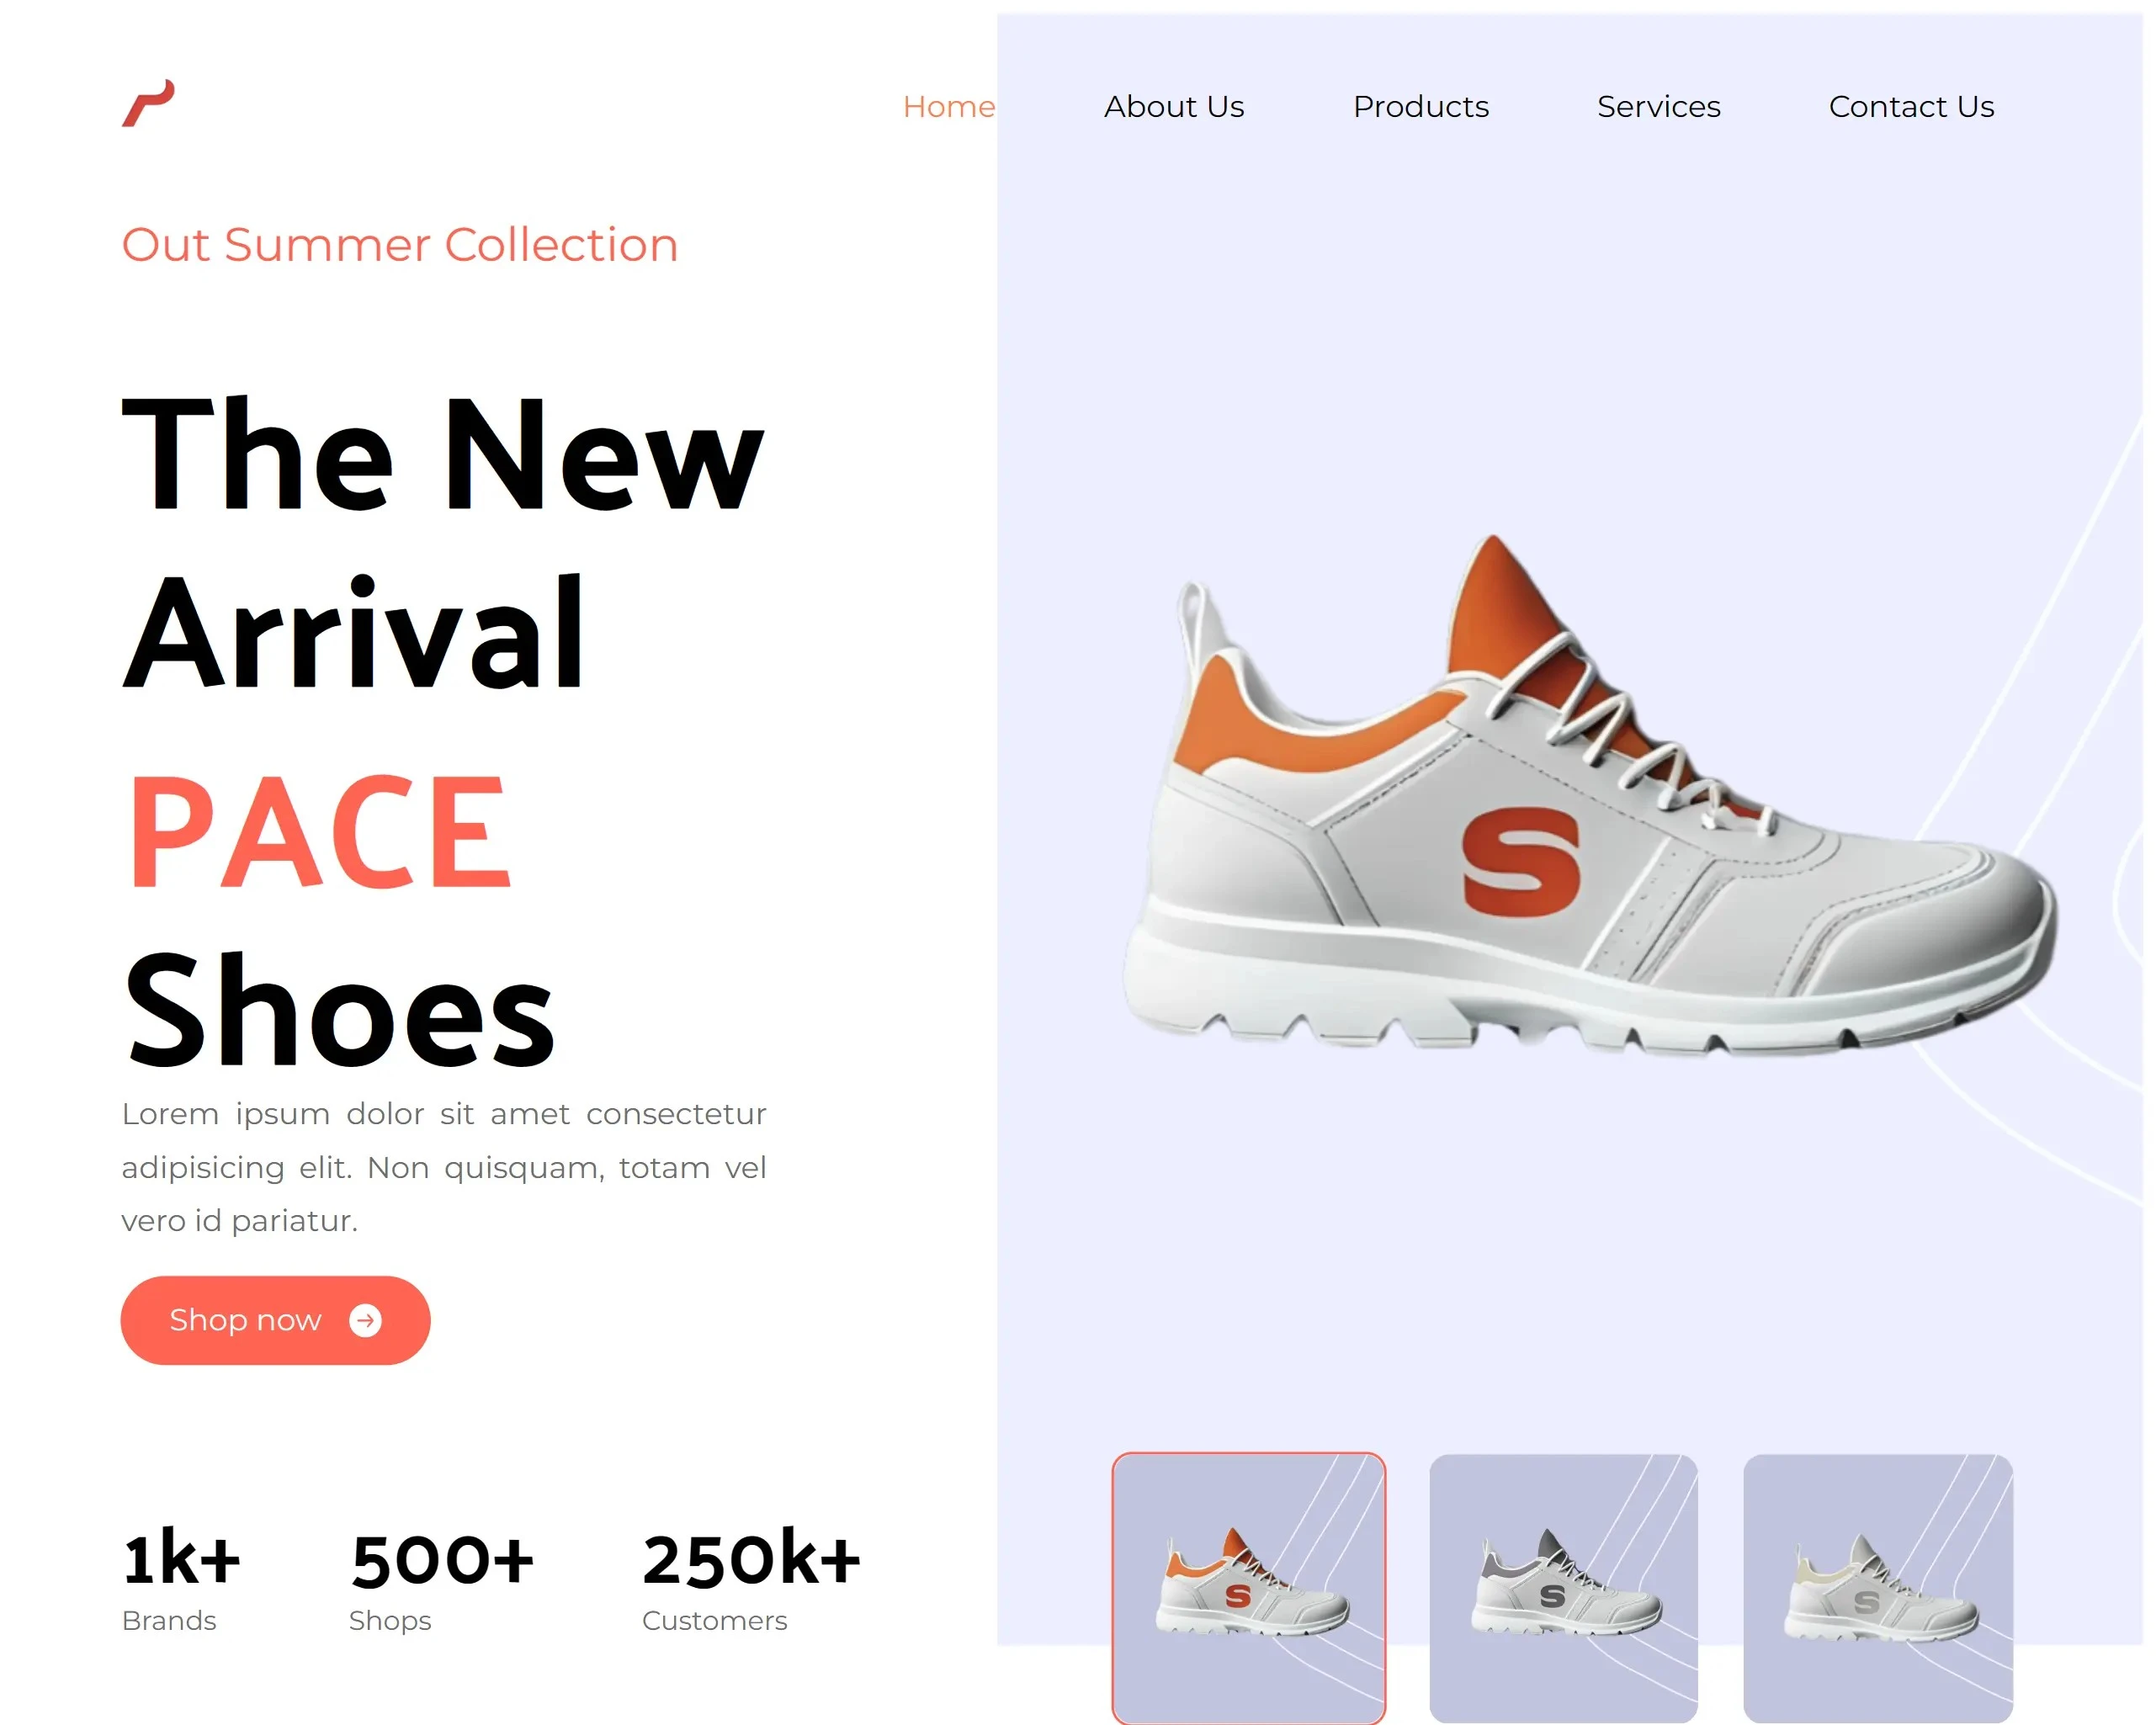 Home
About Us
Products
Services
Contact Us
Out Summer Collection
The New
Arrival
PACE
Shoes
Lorem ipsum dolor sit amet consectetur
adipisicing elit. Non quisquam, totam vel
vero id pariatur.
Shop now
1k+
Brands
500+
Shops
250k+
Customers
S
S
S
S